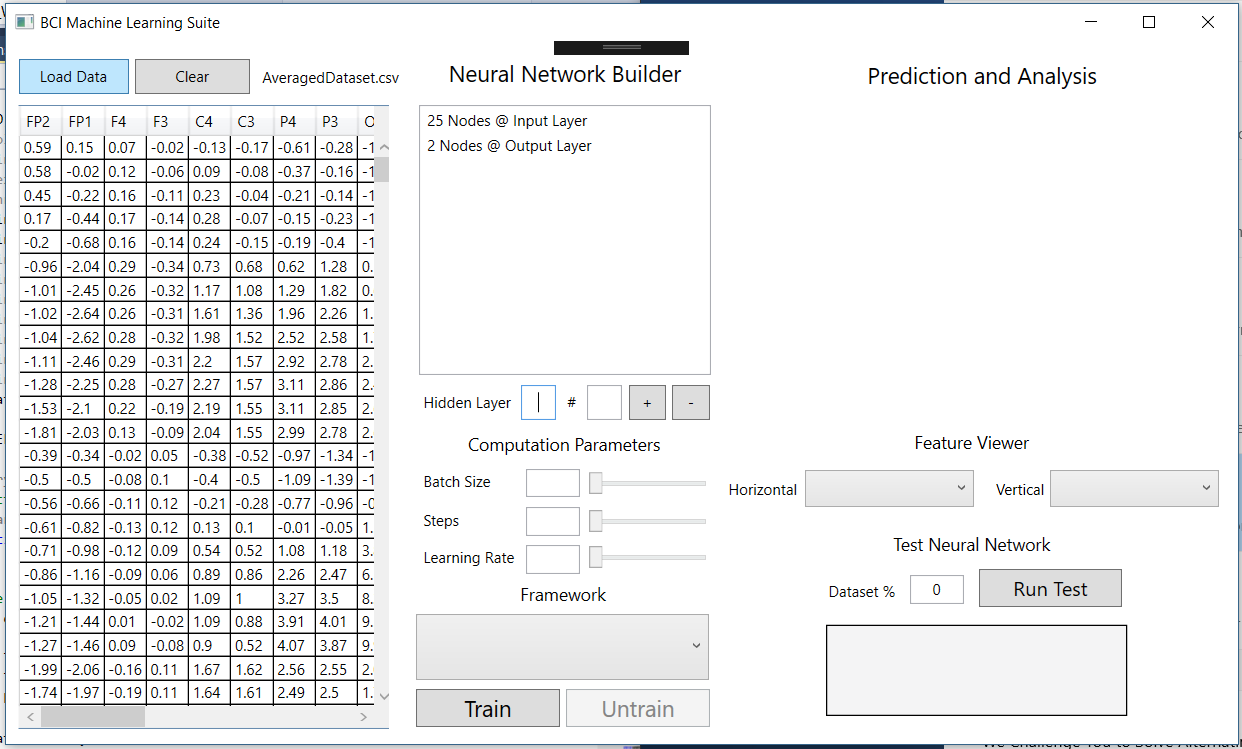 BCI Machine Learning Suite
Load Data Clear AveragedDataset.csv
FP2 FP1 F4 F3 C4 C3 P4 P3 O
0.59 0.15 0.07 -0.02 -0.13 -0.17 -0.61 -0.28 -1
0.58 -0.02 0.12 -0.06 0.09 -0.08 -0.37 -0.16 -1
0.45 -0.22 0.16 -0.11 0.23 -0.04 -0.21 -0.14 -1
0.17 -0.44 0.17 -0.14 0.28 -0.07 -0.15 -0.23 -1
-0.2 -0.68 0.16 -0.14 0.24 -0.15 -0.19 -0.4 -1
-0.96 -2.04 0.29 -0.34 0.73 0.68 0.62 1.28 0.
-1.01 -2.45 0.26 -0.32 1.17 1.08 1.29 1.82 0.
-1.02 -2.64 0.26 -0.31 1.61 1.36 1.96 2.26 1.
-1.04 -2.62 0.28 -0.32 1.98 1.52 2.52 2.58 1.
-1.11 -2.46 0.29 -0.31 2.2 1.57 2.92 2.78 2.
-1.28 -2.25 0.28 -0.27 2.27 1.57 3.11 2.86 2.
-1.53 -2.1 0.22 -0.19 2.19 1.55 3.11 2.85 2.
-1.81 -2.03 0.13 -0.09 2.04 1.55 2.99 2.78 2.
-0.39 -0.34 -0.02 0.05 -0.38 -0.52 -0.97 -1.34 -1
-0.5 -0.5 -0.08 0.1 -0.4 -0.5 -1.09 -1.39 -1
-0.56 -0.66 -0.11 0.12 -0.21 -0.28 -0.77 -0.96 -0
-0.61 -0.82 -0.13 0.12 0.13 0.1 -0.01 -0.05 1.
-0.71 -0.98 -0.12 0.09 0.54 0.52 1.08 1.18 3.
-0.86 -1.16 -0.09 0.06 0.89 0.86 2.26 2.47 6.
-1.05 -1.32 -0.05 0.02 1.09 1 3.27 3.5 8.
-1.21 -1.44 0.01 -0.02 1.09 0.88 3.91 4.01 9.
-1.27 -1.46 0.09 -0.08 0.9 0.52 4.07 3.87 9.
-1.99 -2.06 -0.16 0.11 1.67 1.62 2.56 2.55 2.
-1.74 -1.97 -0.19 0.11 1.64 1.61 2.49 2.5 1.
Neural Network Builder
25 Nodes @ Input Layer
2 Nodes @ Output Layer
Hidden Layer # + -
Computation Parameters
Batch Size
Steps
Learning Rate
Framework
Train Untrain
Prediction and Analysis
Feature Viewer
Horizontal Vertical
Test Neural Network
Dataset % 0 Run Test